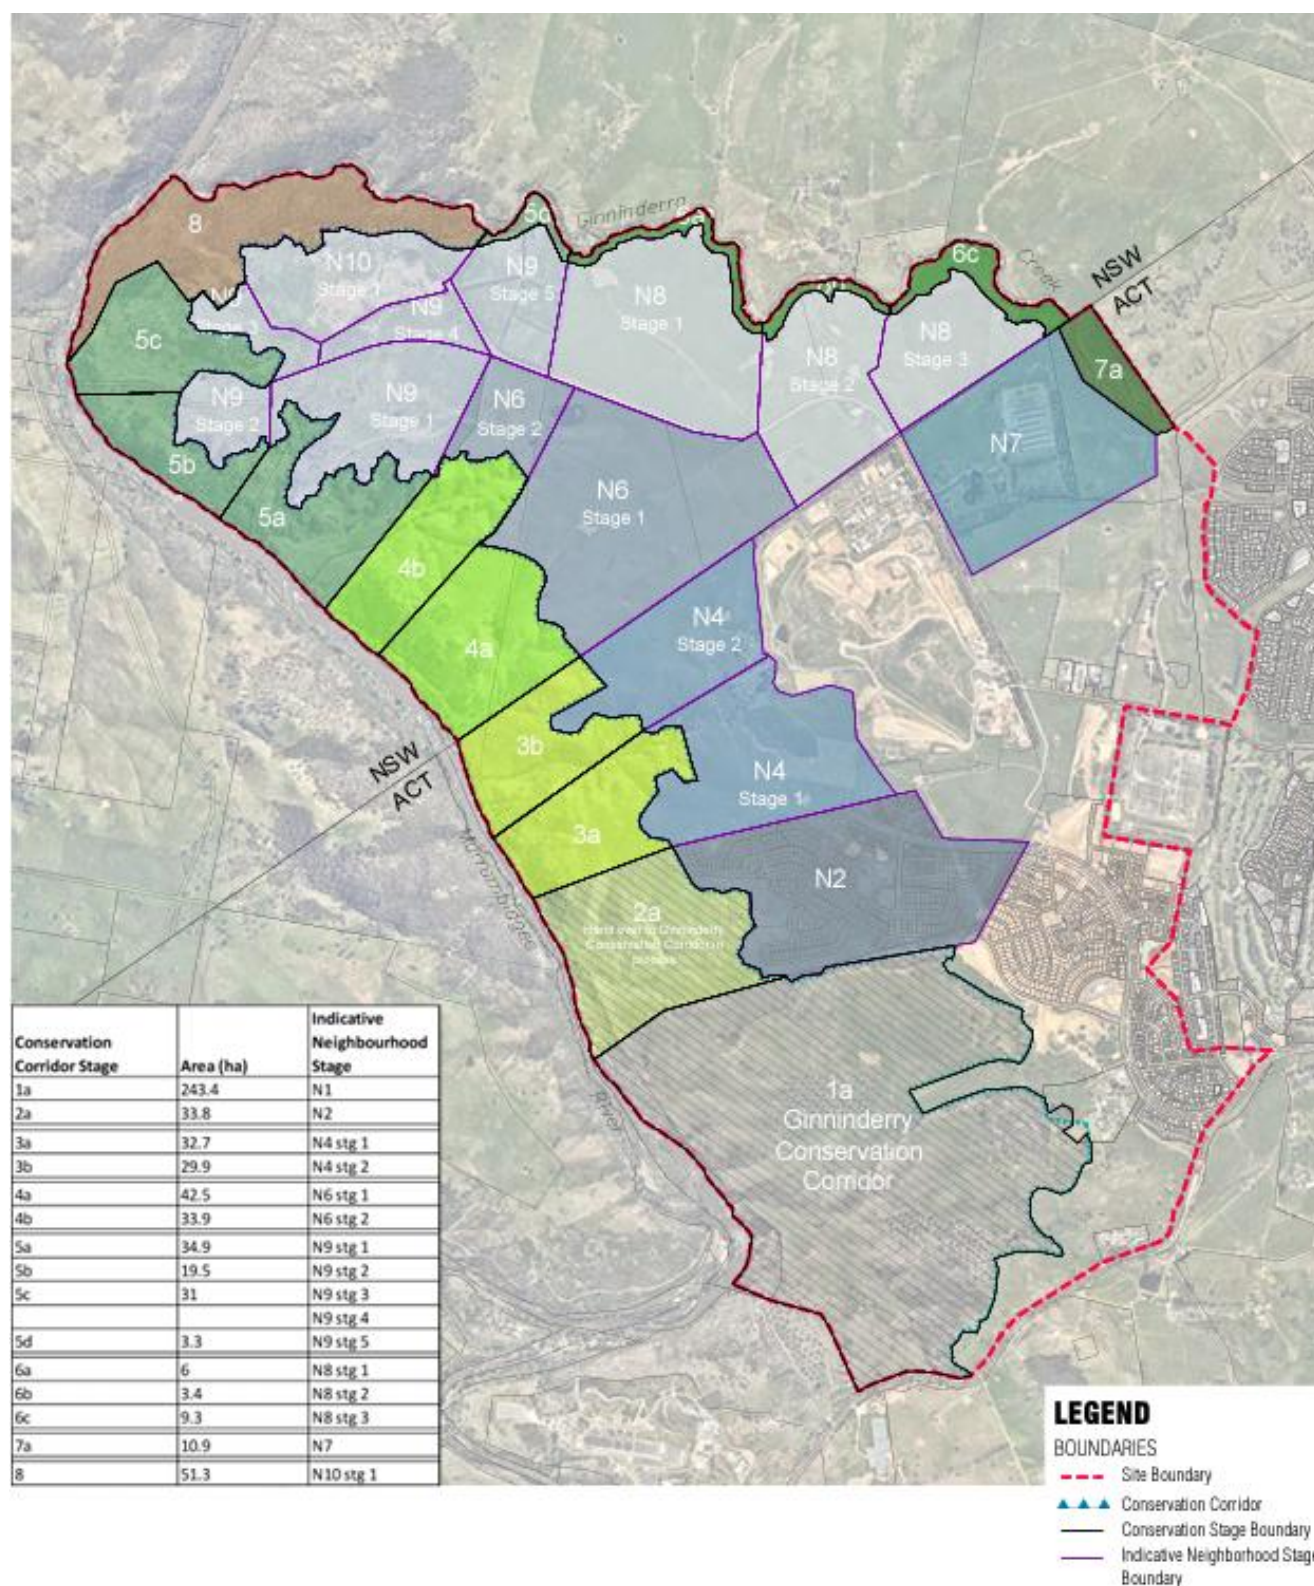 8
5d
Ginninderra
6c
Creek
NSW
ACT
N10
Stage 1
N9
Stage 5
N9
Stage 4
N8
Stage 1
N8
Stage 2
N8
Stage 3
7a
5c
N9
Stage 2
N9
Stage 1
N6
Stage 2
N7
5b
5a
N6
Stage 1
4b
4a
N4
Stage 2
NSW
ACT
3b
N4
Stage 1
3a
Murrumbidgee
N2
2a
River
1a
Ginninderry
Conservation
Corridor
Conservation Corridor Stage Area (ha) Indicative Neighbourhood Stage
1a 243.4 N1
2a 33.8 N2
3a 32.7 N4 stg 1
3b 29.9 N4 stg 2
4a 42.5 N6 stg 1
4b 33.9 N6 stg 2
5a 34.9 N9 stg 1
5b 19.5 N9 stg 2
5c 31 N9 stg 3
N9 stg 4
5d 3.3 N9 stg 5
6a 6 N8 stg 1
6b 3.4 N8 stg 2
6c 9.3 N8 stg 3
7a 10.9 N7
8 51.3 N10 stg 1
LEGEND
BOUNDARIES
Site Boundary
Conservation Corridor
Conservation Stage Boundary
Indicative Neighborhood Stage
Boundary